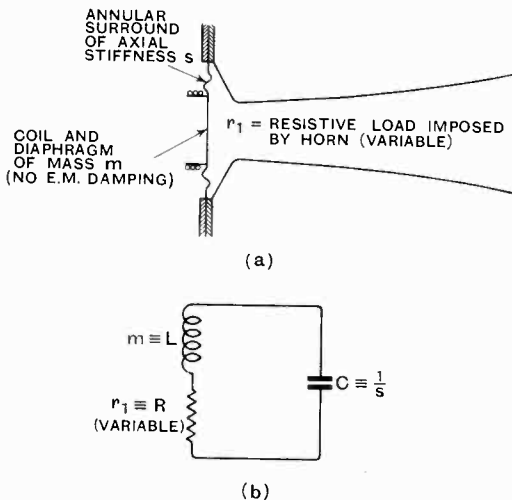 ANNULAR
SURROUND
OF AXIAL
STIFFNESS s
COIL AND
DIAPHRAGM
OF MASS m
(NO E.M. DAMPING)
r₁ = RESISTIVE LOAD IMPOSED
BY HORN (VARIABLE)
(a)
m ≡ L
r₁ ≡ R
(VARIABLE)
C ≡ 1/s
(b)